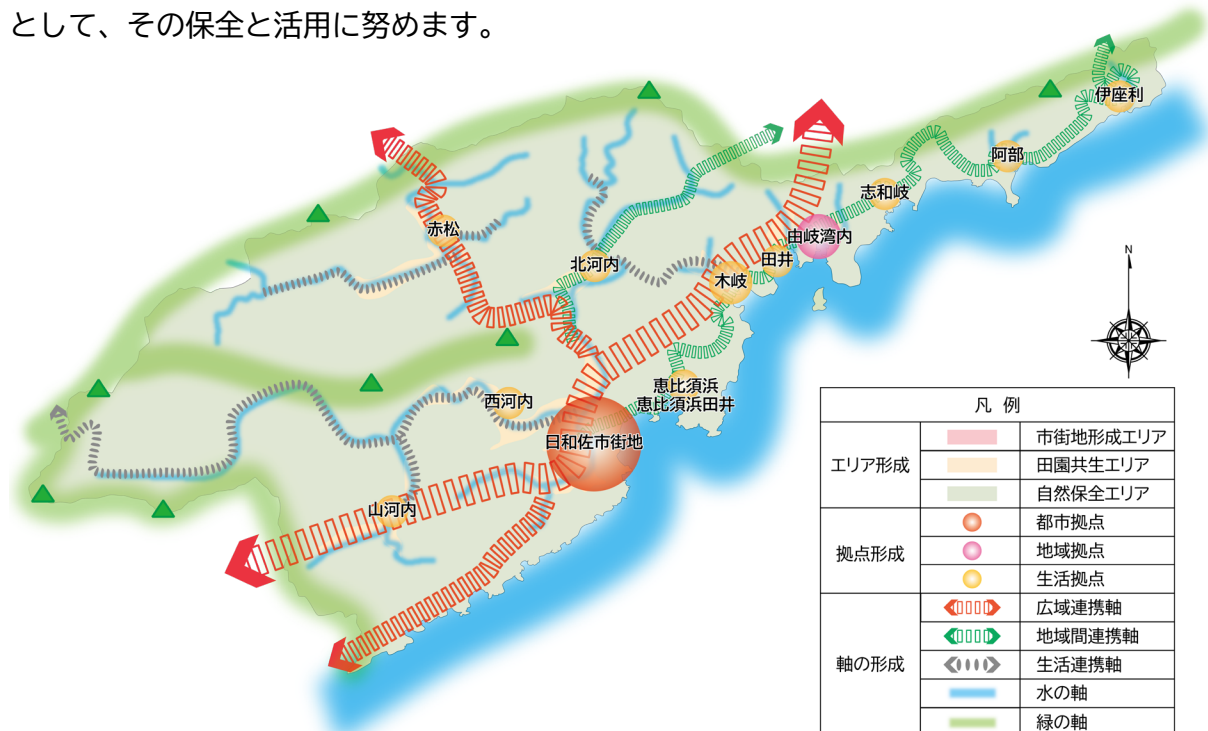 として、その保全と活用に努めます。
伊座利
阿部
志和岐
赤松
由岐湾内
北河内
田井
木岐
恵比須浜
恵比須浜田井
西河内
日和佐市街地
山河内
N
凡 例
エリア形成
市街地形成エリア
田園共生エリア
自然保全エリア
拠点形成
都市拠点
地域拠点
生活拠点
軸の形成
広域連携軸
地域間連携軸
生活連携軸
水の軸
緑の軸